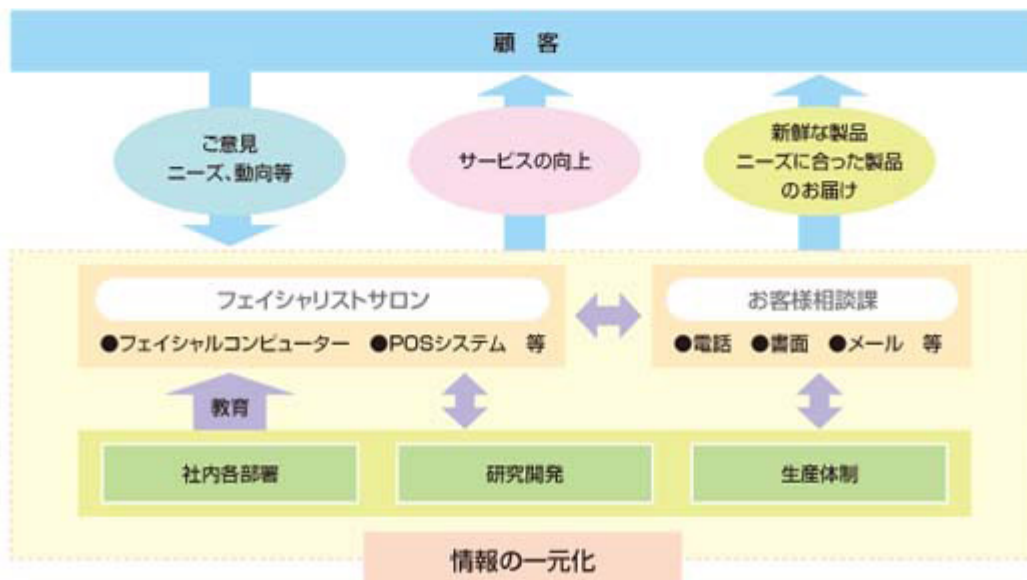 顧　客
ご意見
ニーズ、動向等
サービスの向上
新鮮な製品
ニーズに合った製品
のお届け
フェイシャリストサロン
●フェイシャルコンピューター　●POSシステム　等
お客様相談課
●電話　●書面　●メール　等
教育
社内各部署
研究開発
生産体制
情報の一元化